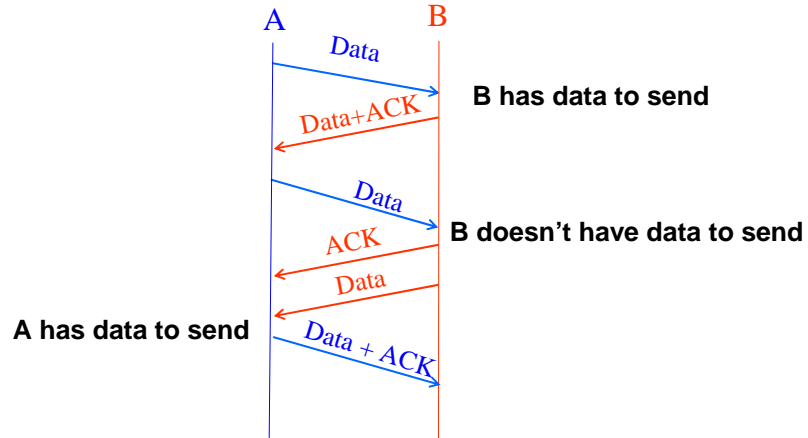 A
B
Data
B has data to send
Data+ACK
Data
B doesn't have data to send
ACK
Data
A has data to send
Data + ACK